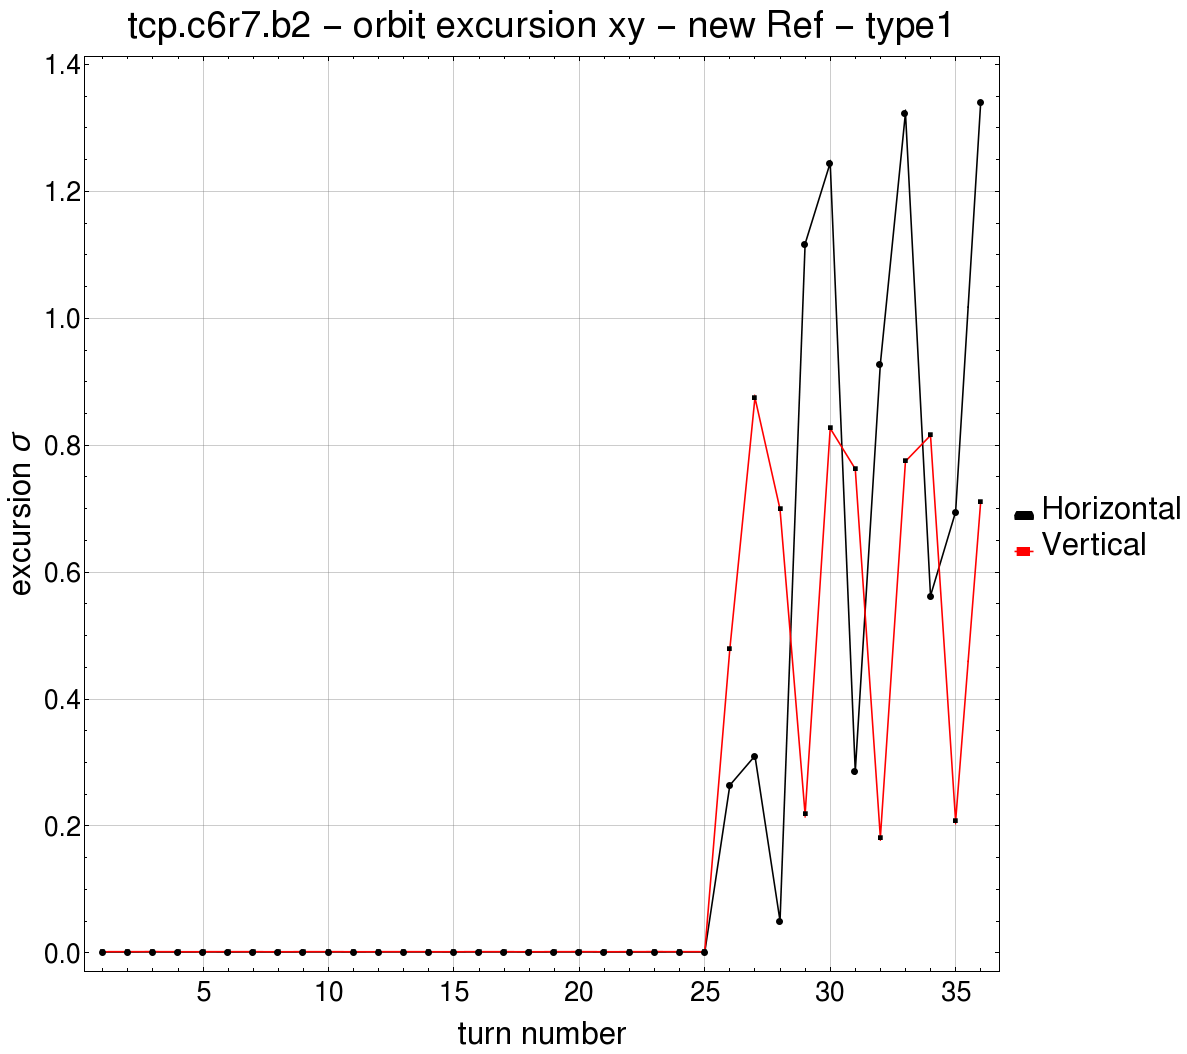 tcp.c6r7.b2 − orbit excursion xy − new Ref − type1
1.4
1.2
1.0
0.8
0.6
0.4
0.2
0.0
excursion σ
5 10 15 20 25 30 35
turn number
Horizontal
Vertical